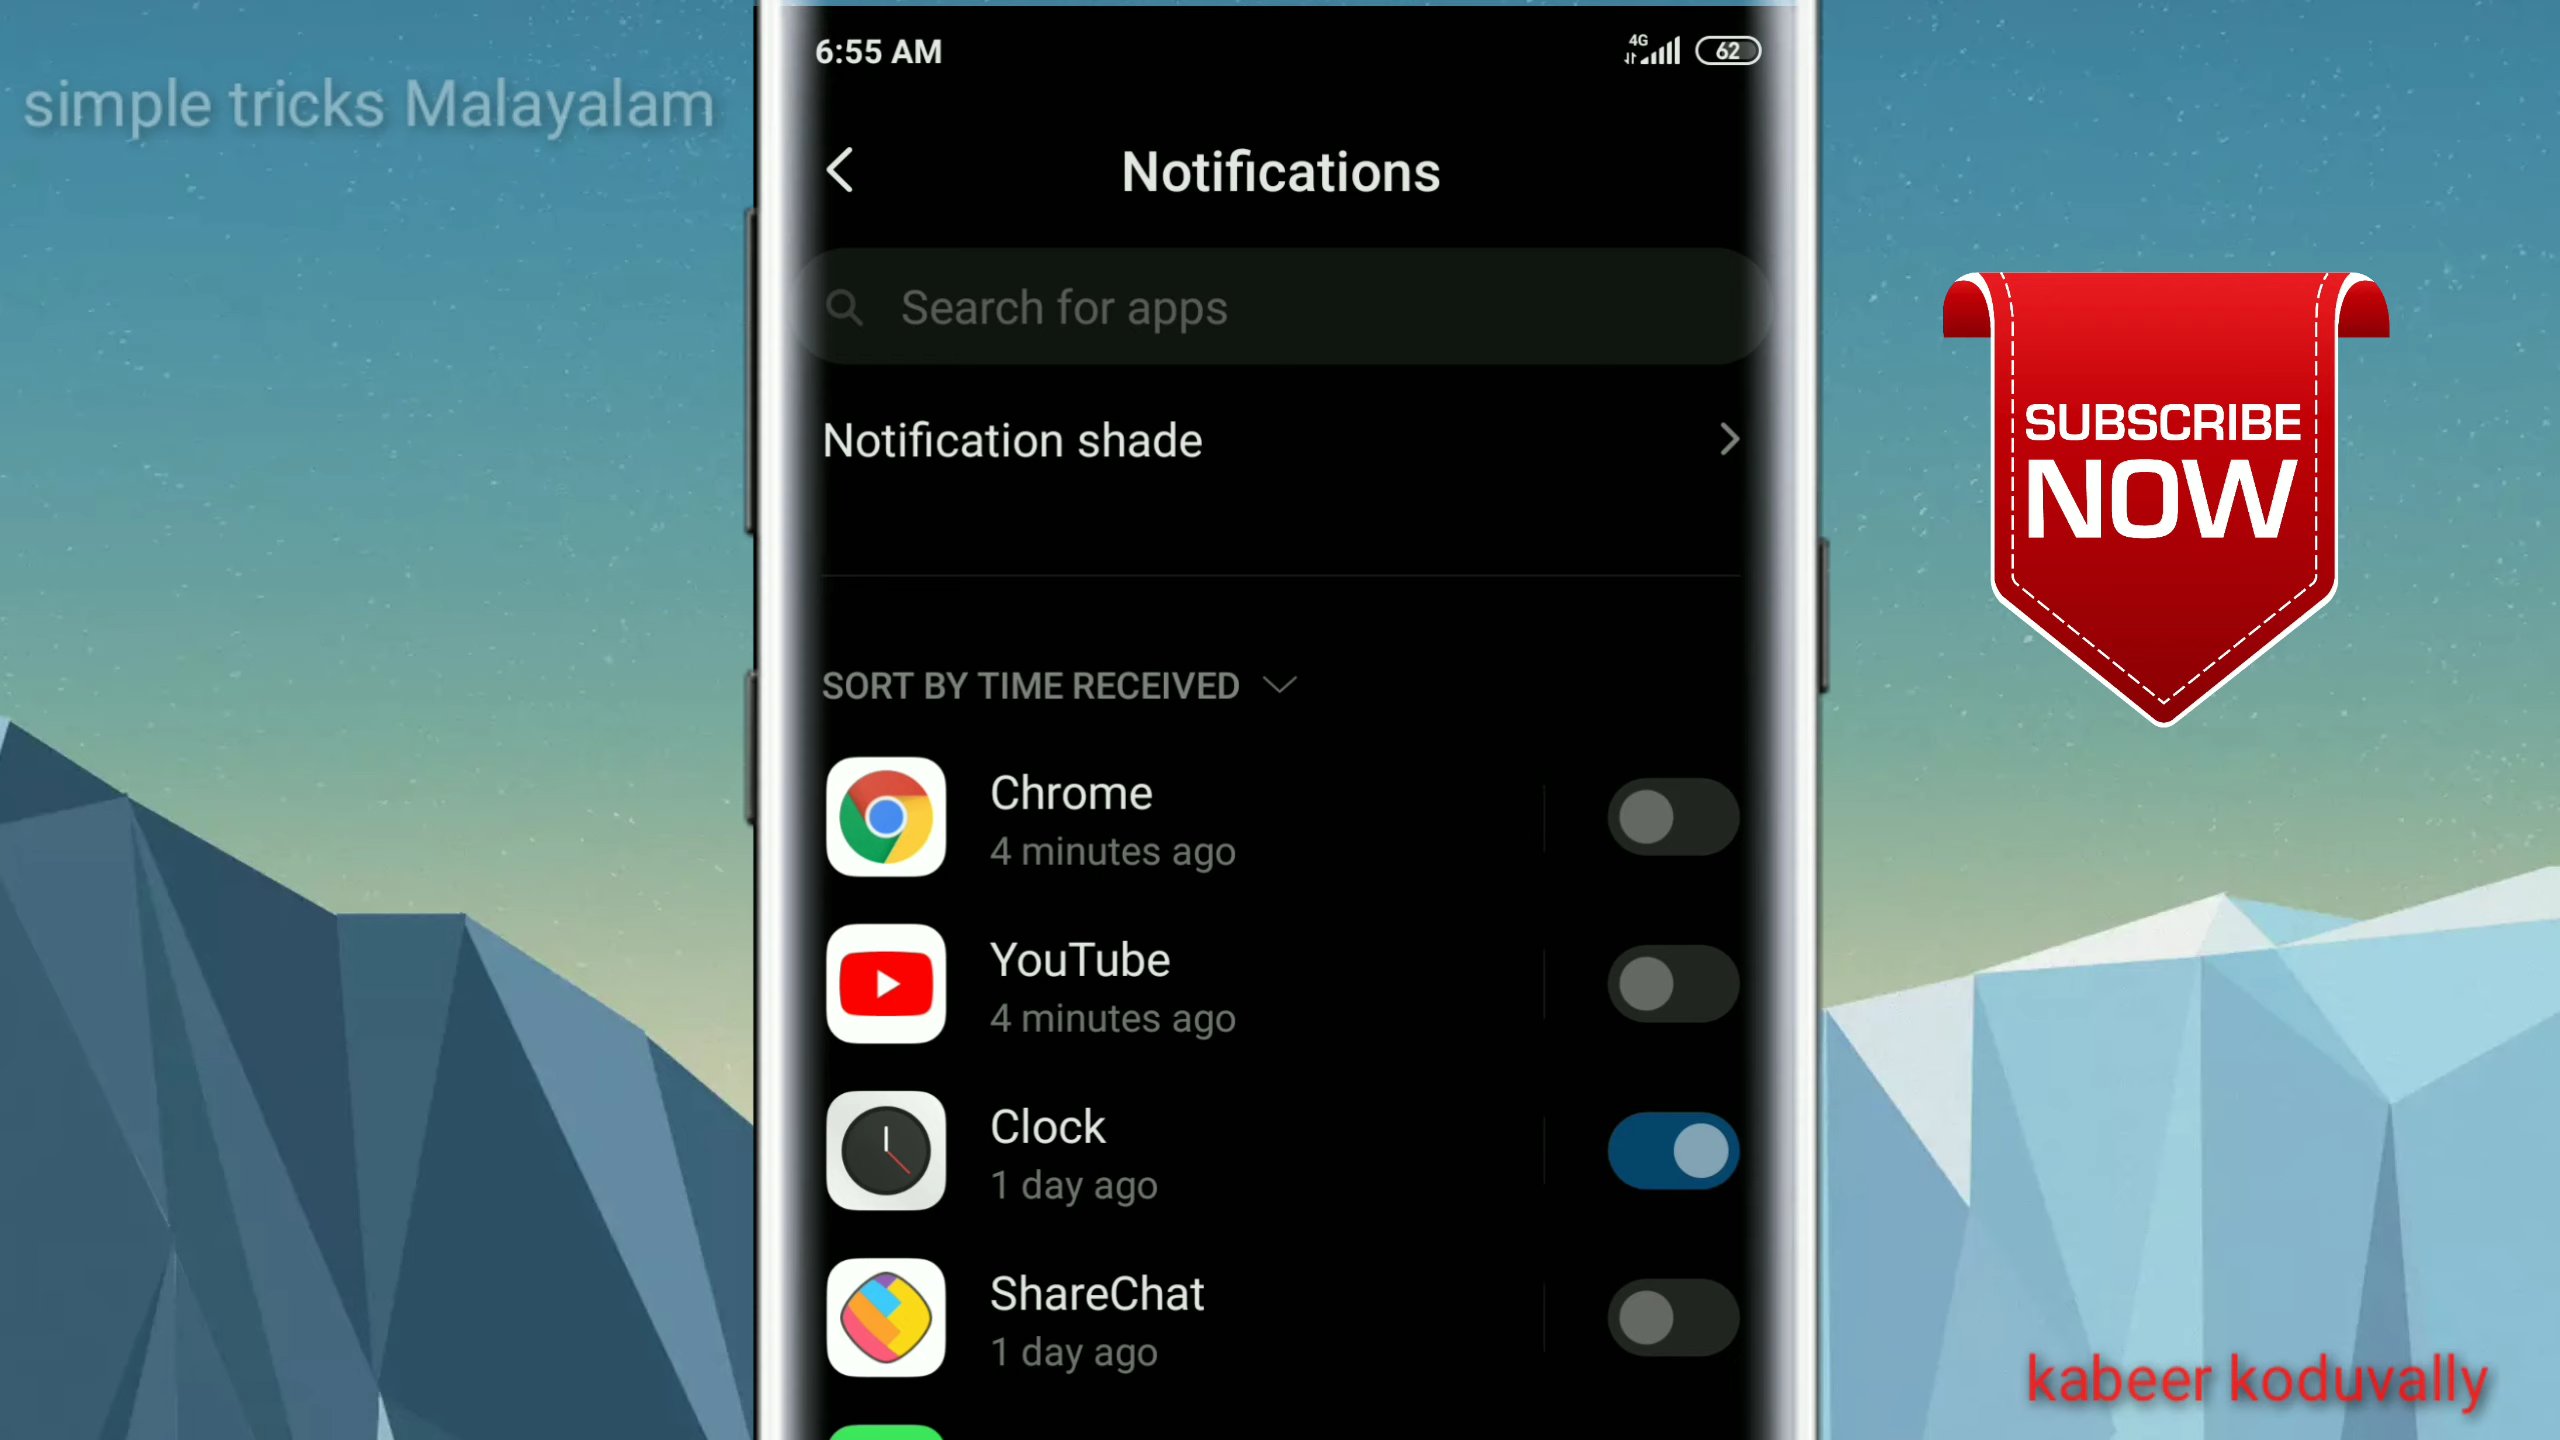 simple tricks Malayalam
6:55 AM
4G
62
Notifications
Search for apps
Notification shade
SORT BY TIME RECEIVED
Chrome
4 minutes ago
YouTube
4 minutes ago
Clock
1 day ago
ShareChat
1 day ago
SUBSCRIBE
NOW
kabeer koduvally